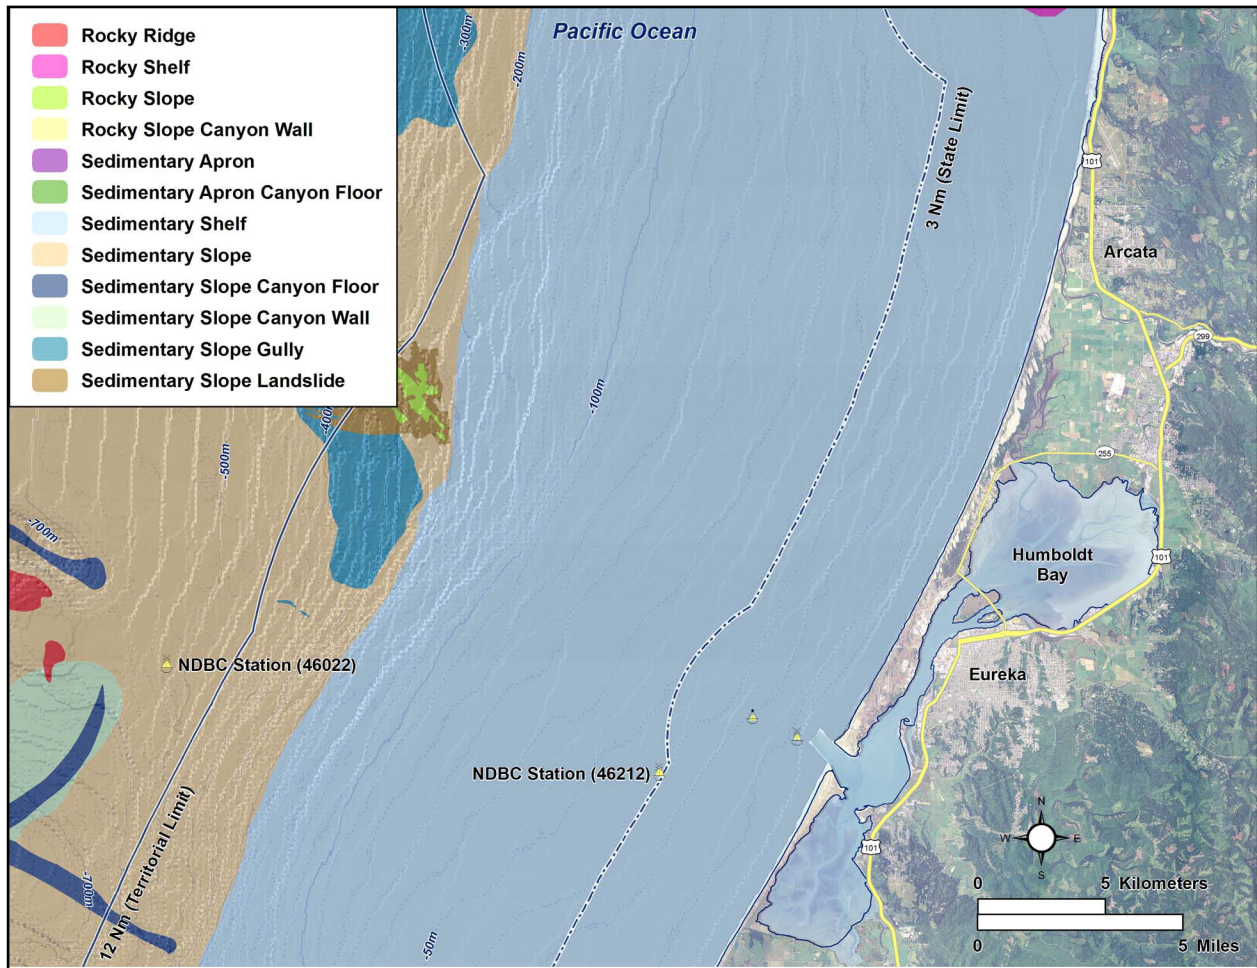 Rocky Ridge
Rocky Shelf
Rocky Slope
Rocky Slope Canyon Wall
Sedimentary Apron
Sedimentary Apron Canyon Floor
Sedimentary Shelf
Sedimentary Slope
Sedimentary Slope Canyon Floor
Sedimentary Slope Canyon Wall
Sedimentary Slope Gully
Sedimentary Slope Landslide
Pacific Ocean
-300m
-200m
3 Nm (State Limit)
101
Arcata
299
-400m
-100m
-500m
255
-700m
Humboldt
Bay
101
NDBC Station (46022)
Eureka
NDBC Station (46212)
12 Nm (Territorial Limit)
-700m
-50m
101
N
W
E
S
0
5 Kilometers
0
5 Miles